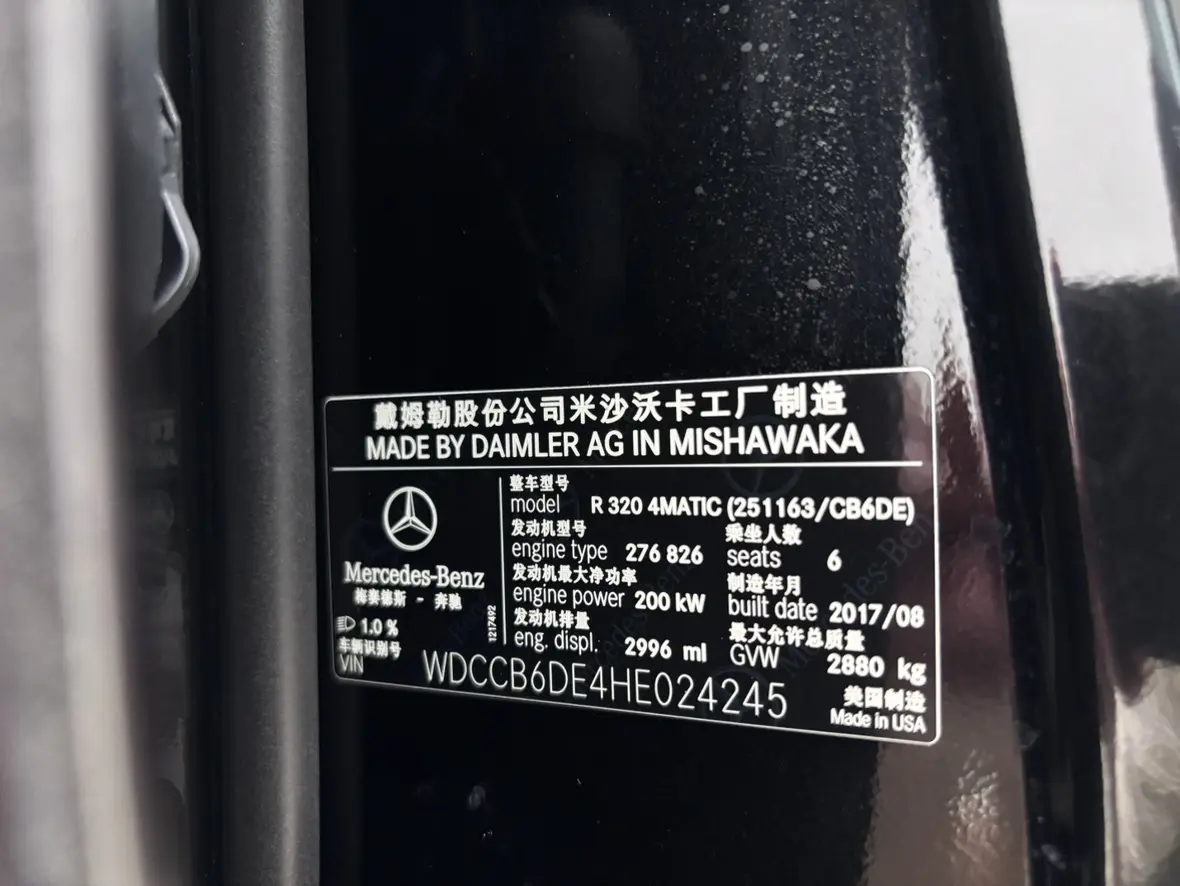 戴姆勒股份公司米沙沃卡工厂制造
MADE BY DAIMLER AG IN MISHAWAKA
Mercedes-Benz
梅赛德斯 - 奔驰
1.0 %
1217492
整车型号
model R 320 4MATIC (251163/CB6DE)
发动机型号 乘坐人数
engine type 276 826 seats 6
发动机最大净功率 制造年月
engine power 200 kW built date 2017/08
发动机排量 最大允许总质量
eng. displ. 2996 ml GVW 2880 kg
车辆识别号
VIN WDCCB6DE4HE024245
美国制造
Made in USA